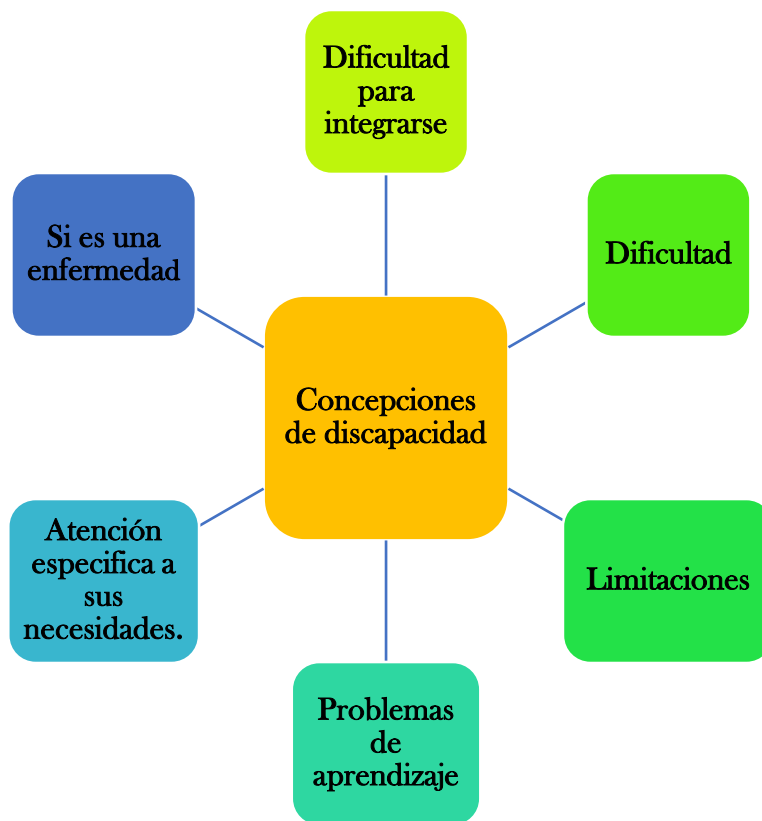 Dificultad
para
integrarse
Si es una
enfermedad
Dificultad
Concepciones
de discapacidad
Atención
especifica a
sus
necesidades.
Limitaciones
Problemas
de
aprendizaje